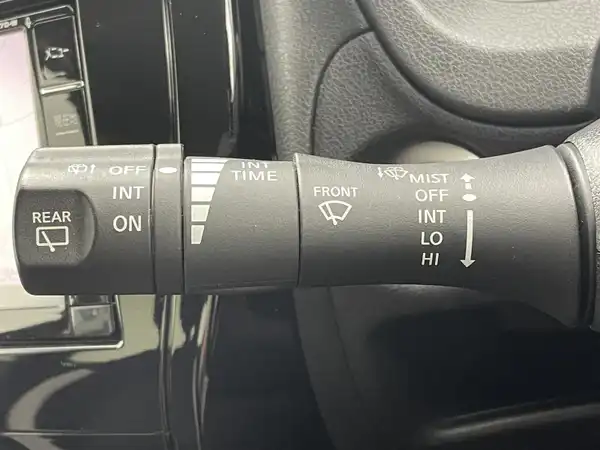 OFF
INT
ON
REAR
INT
TIME
FRONT
MIST
OFF
INT
LO
HI